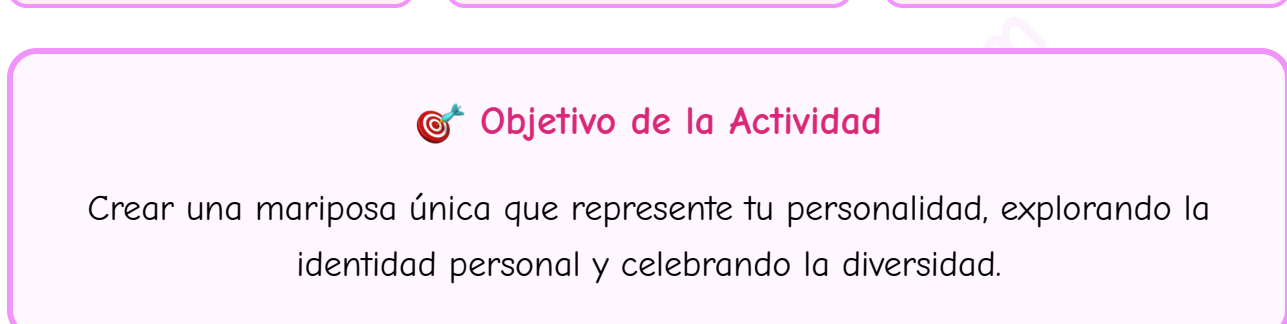 🎯 Objetivo de la Actividad
Crear una mariposa única que represente tu personalidad, explorando la
identidad personal y celebrando la diversidad.